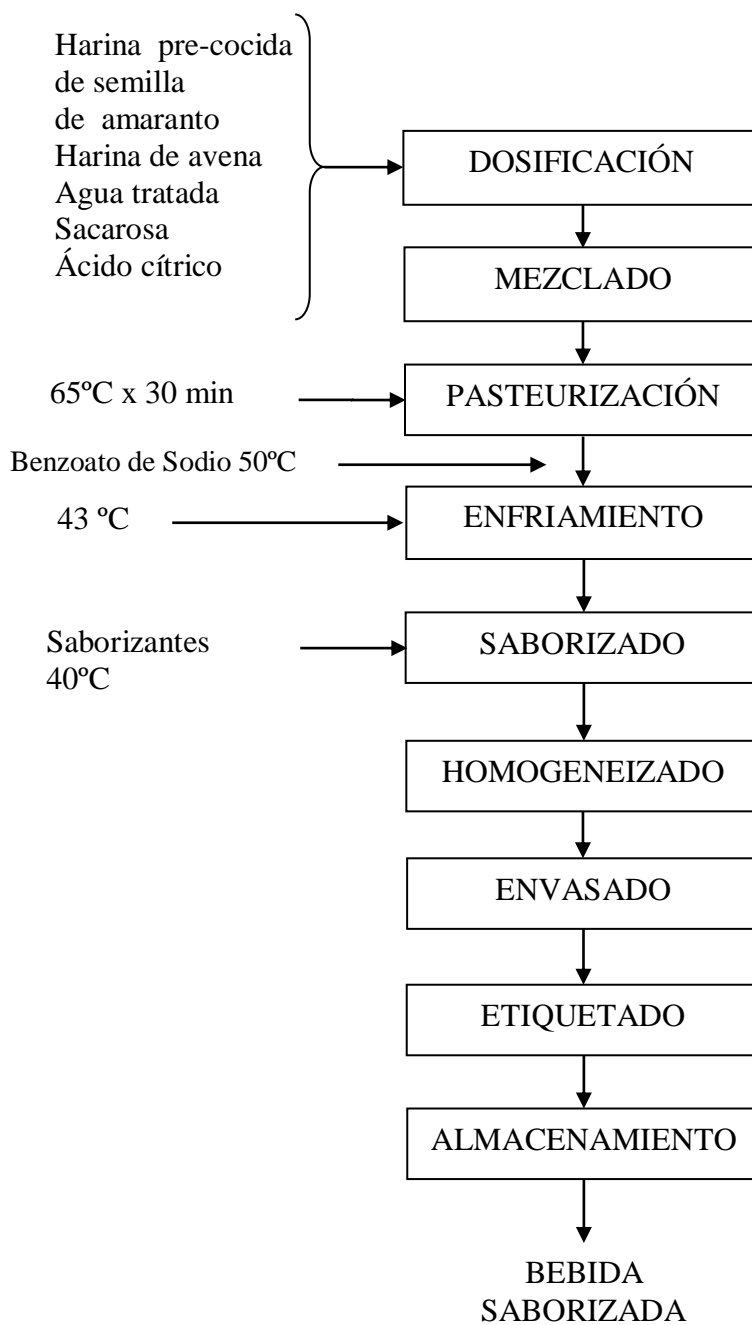 Harina pre-cocida
de semilla
de amaranto
Harina de avena
Agua tratada
Sacarosa
Ácido cítrico
DOSIFICACIÓN
MEZCLADO
65ºC x 30 min
PASTEURIZACIÓN
Benzoato de Sodio 50ºC
43 ºC
ENFRIAMIENTO
Saborizantes
40ºC
SABORIZADO
HOMOGENEIZADO
ENVASADO
ETIQUETADO
ALMACENAMIENTO
BEBIDA
SABORIZADA